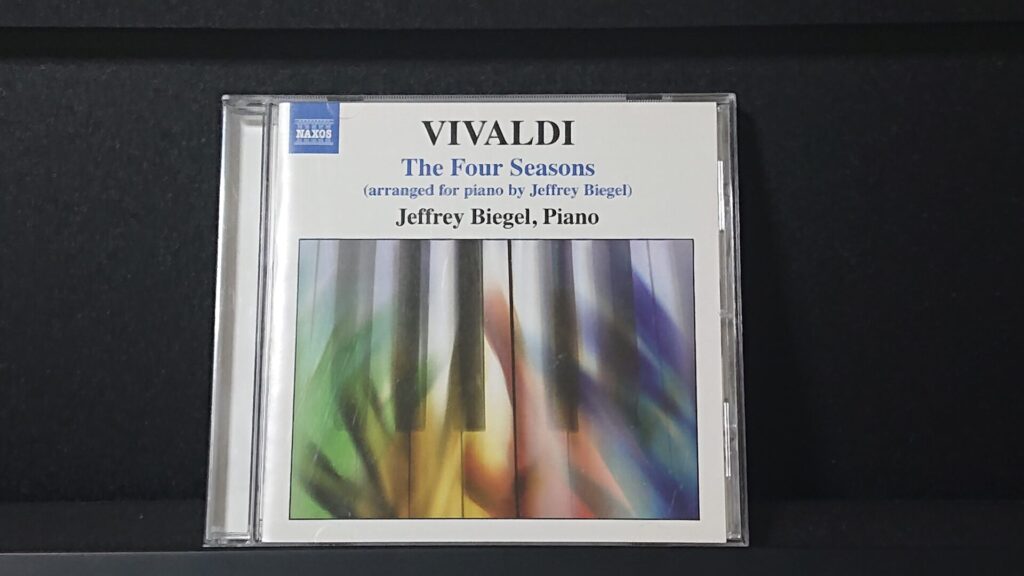 NAXOS
VIVALDI
The Four Seasons
(arranged for piano by Jeffrey Biegel)
Jeffrey Biegel, Piano